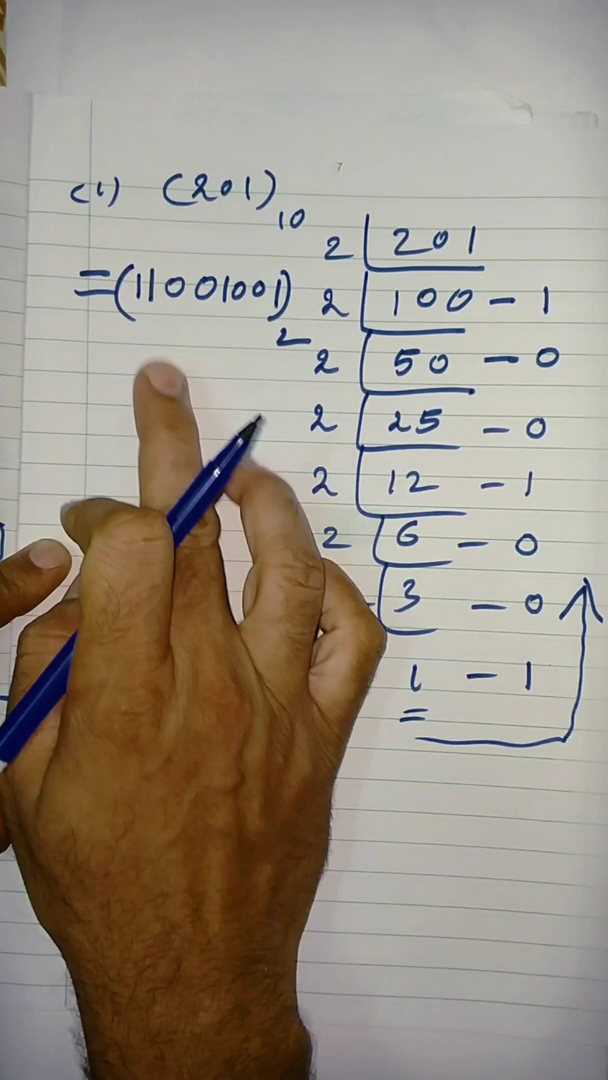 (1) (201)10
=(11001001)2
2 201
2 100 - 1
2 50 - 0
2 25 - 0
2 12 - 1
2 6 - 0
3 - 0
1 - 1